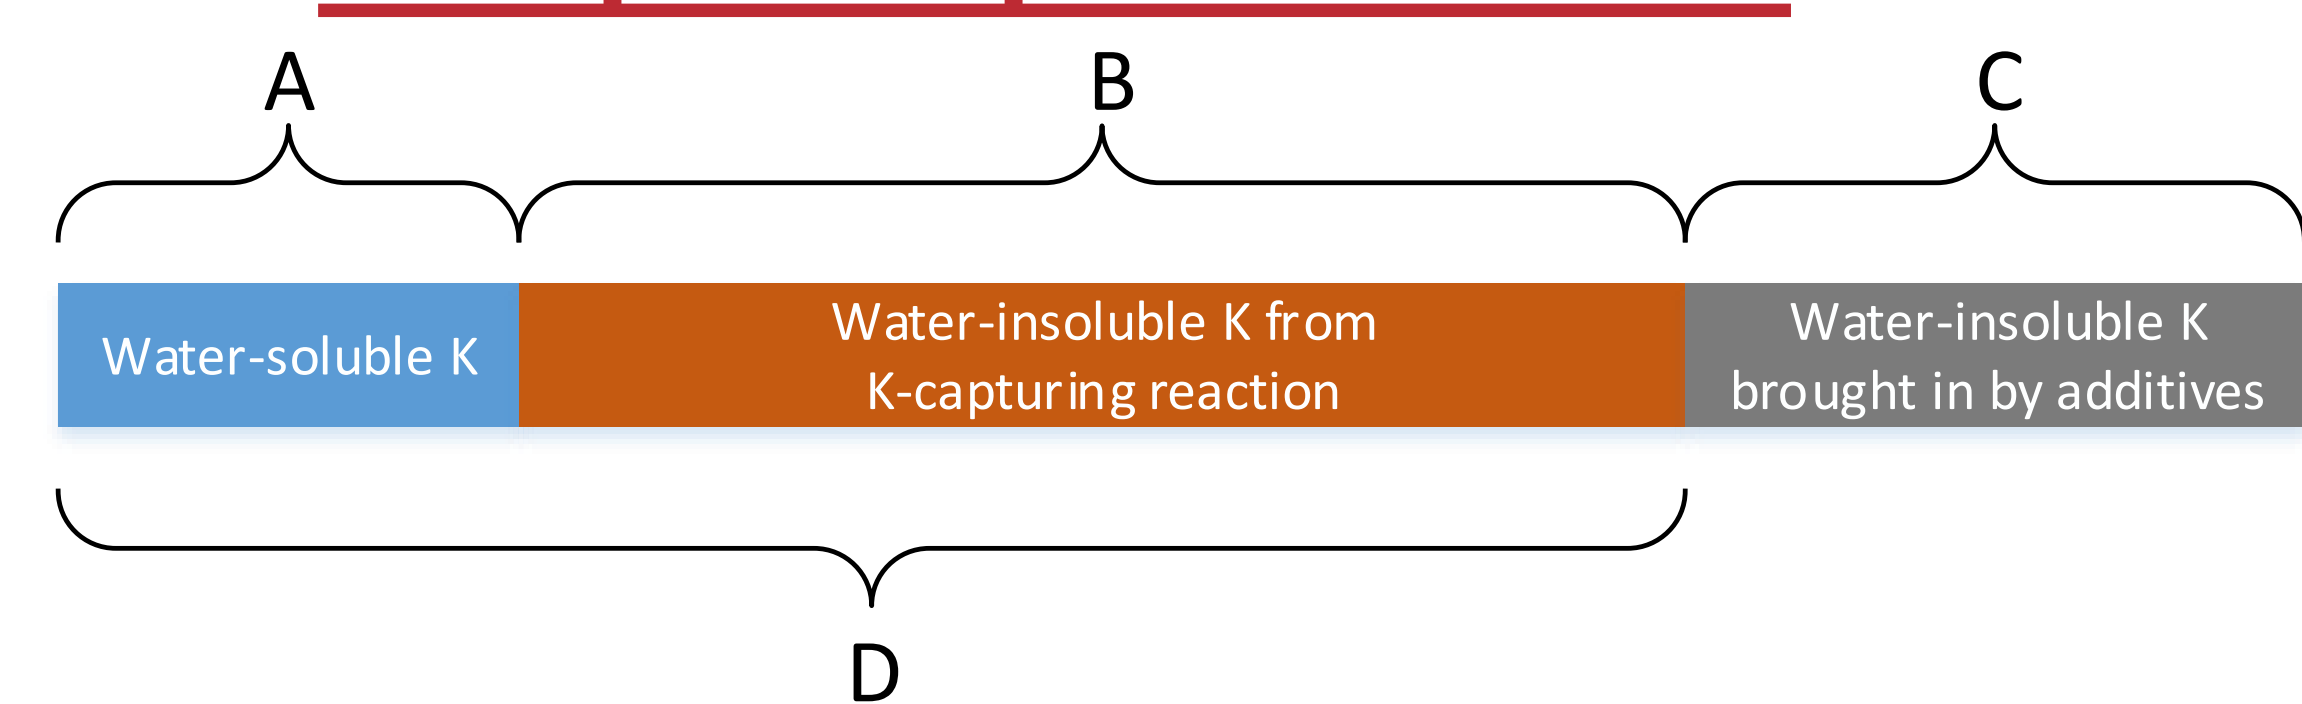 A
B
C
Water-soluble K
Water-insoluble K from
K-capturing reaction
Water-insoluble K
brought in by additives
D